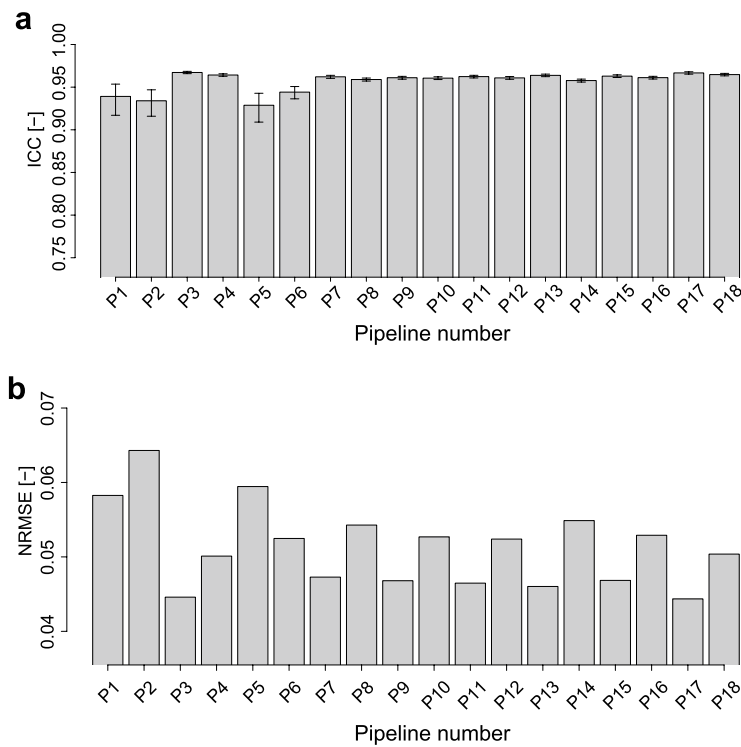 a
ICC [−]
1.00
0.95
0.90
0.85
0.80
0.75
P1 P2 P3 P4 P5 P6 P7 P8 P9 P10 P11 P12 P13 P14 P15 P16 P17 P18
Pipeline number
b
NRMSE [−]
0.07
0.06
0.05
0.04
P1 P2 P3 P4 P5 P6 P7 P8 P9 P10 P11 P12 P13 P14 P15 P16 P17 P18
Pipeline number